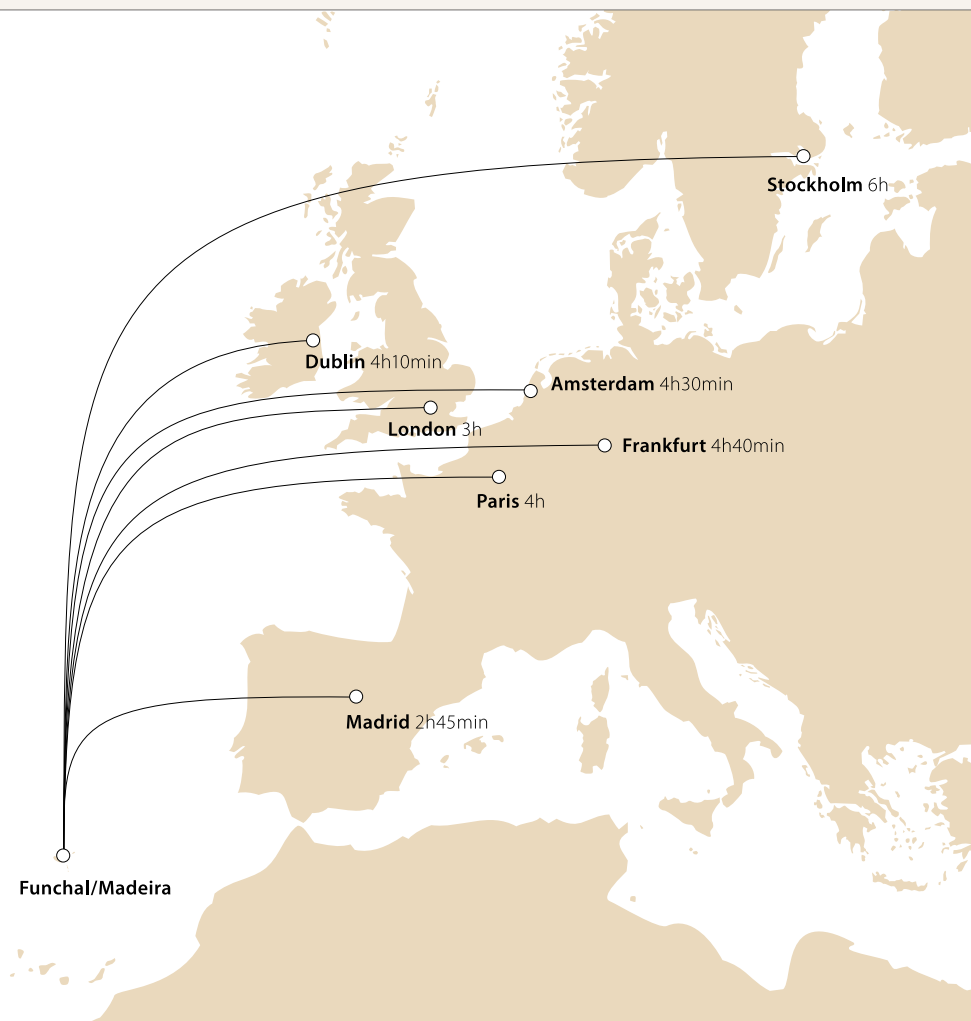 Stockholm 6h
Dublin 4h10min
Amsterdam 4h30min
London 3h
Frankfurt 4h40min
Paris 4h
Madrid 2h45min
Funchal/Madeira